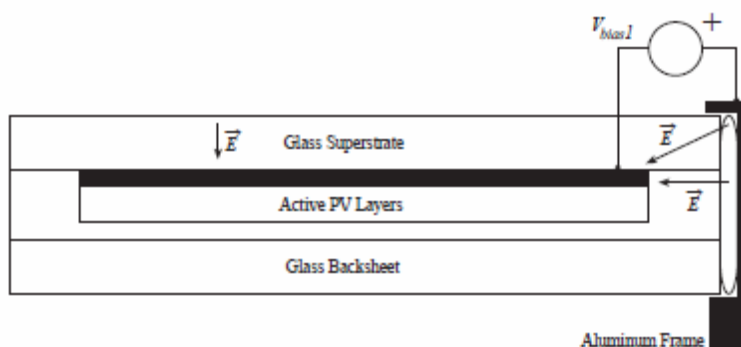 V_bias1 +
E
Glass Superstrate
E
Active PV Layers
E
Glass Backsheet
Aluminum Frame